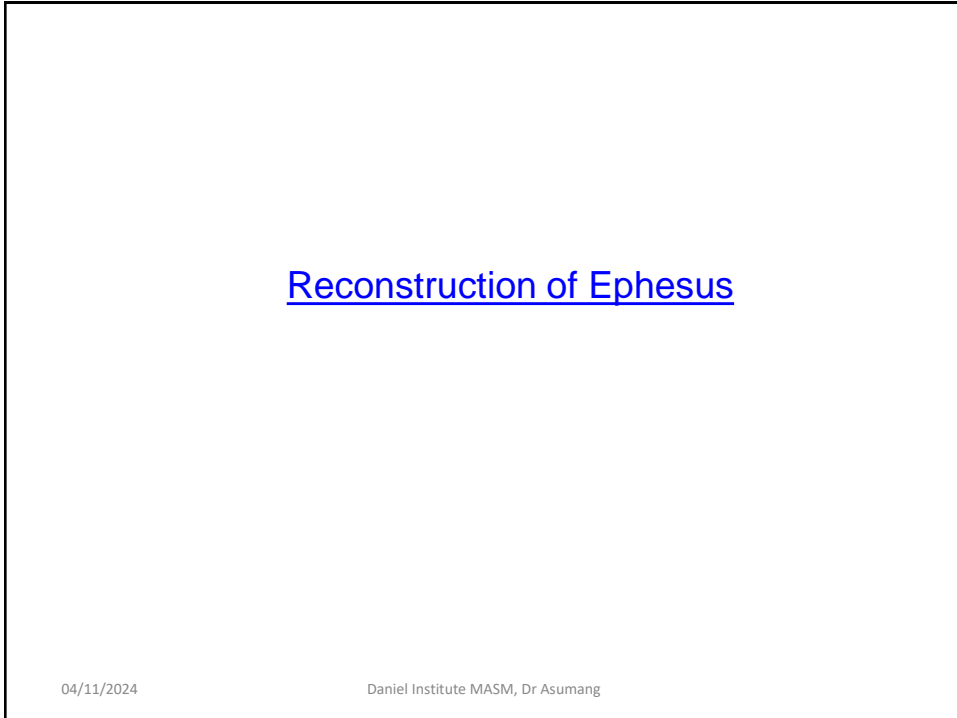 Reconstruction of Ephesus
04/11/2024
Daniel Institute MASM, Dr Asumang